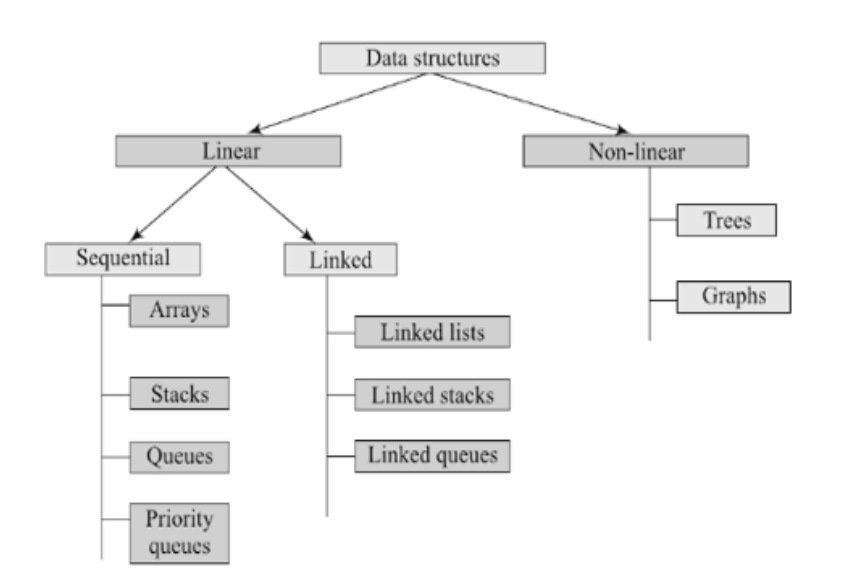 Data structures
Linear
Non-linear
Sequential
Linked
Trees
Graphs
Arrays
Stacks
Queues
Priority
queues
Linked lists
Linked stacks
Linked queues